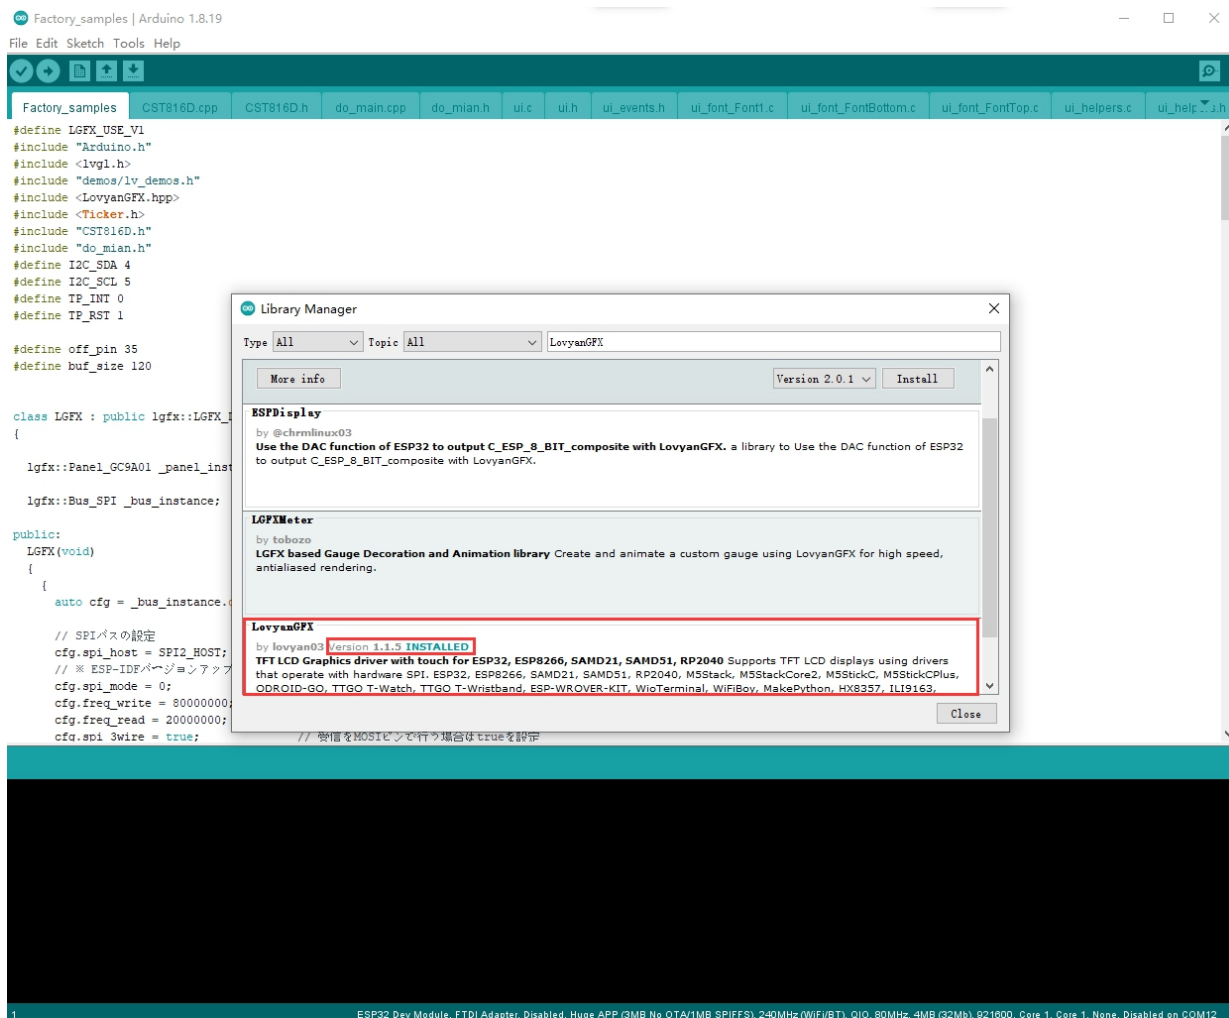 Factory_samples | Arduino 1.8.19
File Edit Sketch Tools Help
Factory_samples CST816D.cpp CST816D.h do_main.cpp do_mian.h ui.c ui.h ui_events.h ui_font_Font1.c ui_font_FontBottom.c ui_font_FontTop.c ui_helpers.c
#define LGFX_USE_V1
#include "Arduino.h"
#include <lvgl.h>
#include "demos/lv_demos.h"
#include <LovyanGFX.hpp>
#include <Ticker.h>
#include "CST816D.h"
#include "do_mian.h"
#define I2C_SDA 4
#define I2C_SCL 5
#define TP_INT 0
#define TP_RST 1
#define off_pin 35
#define buf_size 120
class LGFX : public lgfx::LGFX_
{
lgfx::Panel_GC9A01 _panel_inst
lgfx::Bus_SPI _bus_instance;
public:
LGFX(void)
{
{
auto cfg = _bus_instance.
// SPIバスの設定
cfg.spi_host = SPI2_HOST;
// ※ ESP-IDFバージョンアップ
cfg.spi_mode = 0;
cfg.freq_write = 80000000;
cfg.freq_read = 20000000;
cfg.spi_3wire = true; // 受信をMOSIピンで行う場合はtrueを設定
Library Manager
Type All Topic All LovyanGFX
More info Version 2.0.1 Install
ESPDisplay
by @chrmlinux03
Use the DAC function of ESP32 to output C_ESP_8_BIT_composite with LovyanGFX. a library to Use the DAC function of ESP32
to output C_ESP_8_BIT_composite with LovyanGFX.
LGFXMeter
by tobozo
LGFX based Gauge Decoration and Animation library Create and animate a custom gauge using LovyanGFX for high speed,
antialiased rendering.
LovyanGFX
by lovyan03 Version 1.1.5 INSTALLED
TFT LCD Graphics driver with touch for ESP32, ESP8266, SAMD21, SAMD51, RP2040 Supports TFT LCD displays using drivers
that operate with hardware SPI. ESP32, ESP8266, SAMD21, SAMD51, RP2040, M5Stack, M5StackCore2, M5StickC, M5StickCPlus,
ODROID-GO, TTGO T-Watch, TTGO T-Wristband, ESP-WROVER-KIT, WioTerminal, WiFiBoy, MakePython, HX8357, ILI9163,
Close
1 ESP32 Dev Module, FTDI Adapter, Disabled, Huge APP (3MB No OTA/1MB SPIFFS), 240MHz (WiFi/BT), QIO, 80MHz, 4MB (32Mb), 921600, Core 1, Core 1, None, Disabled on COM12